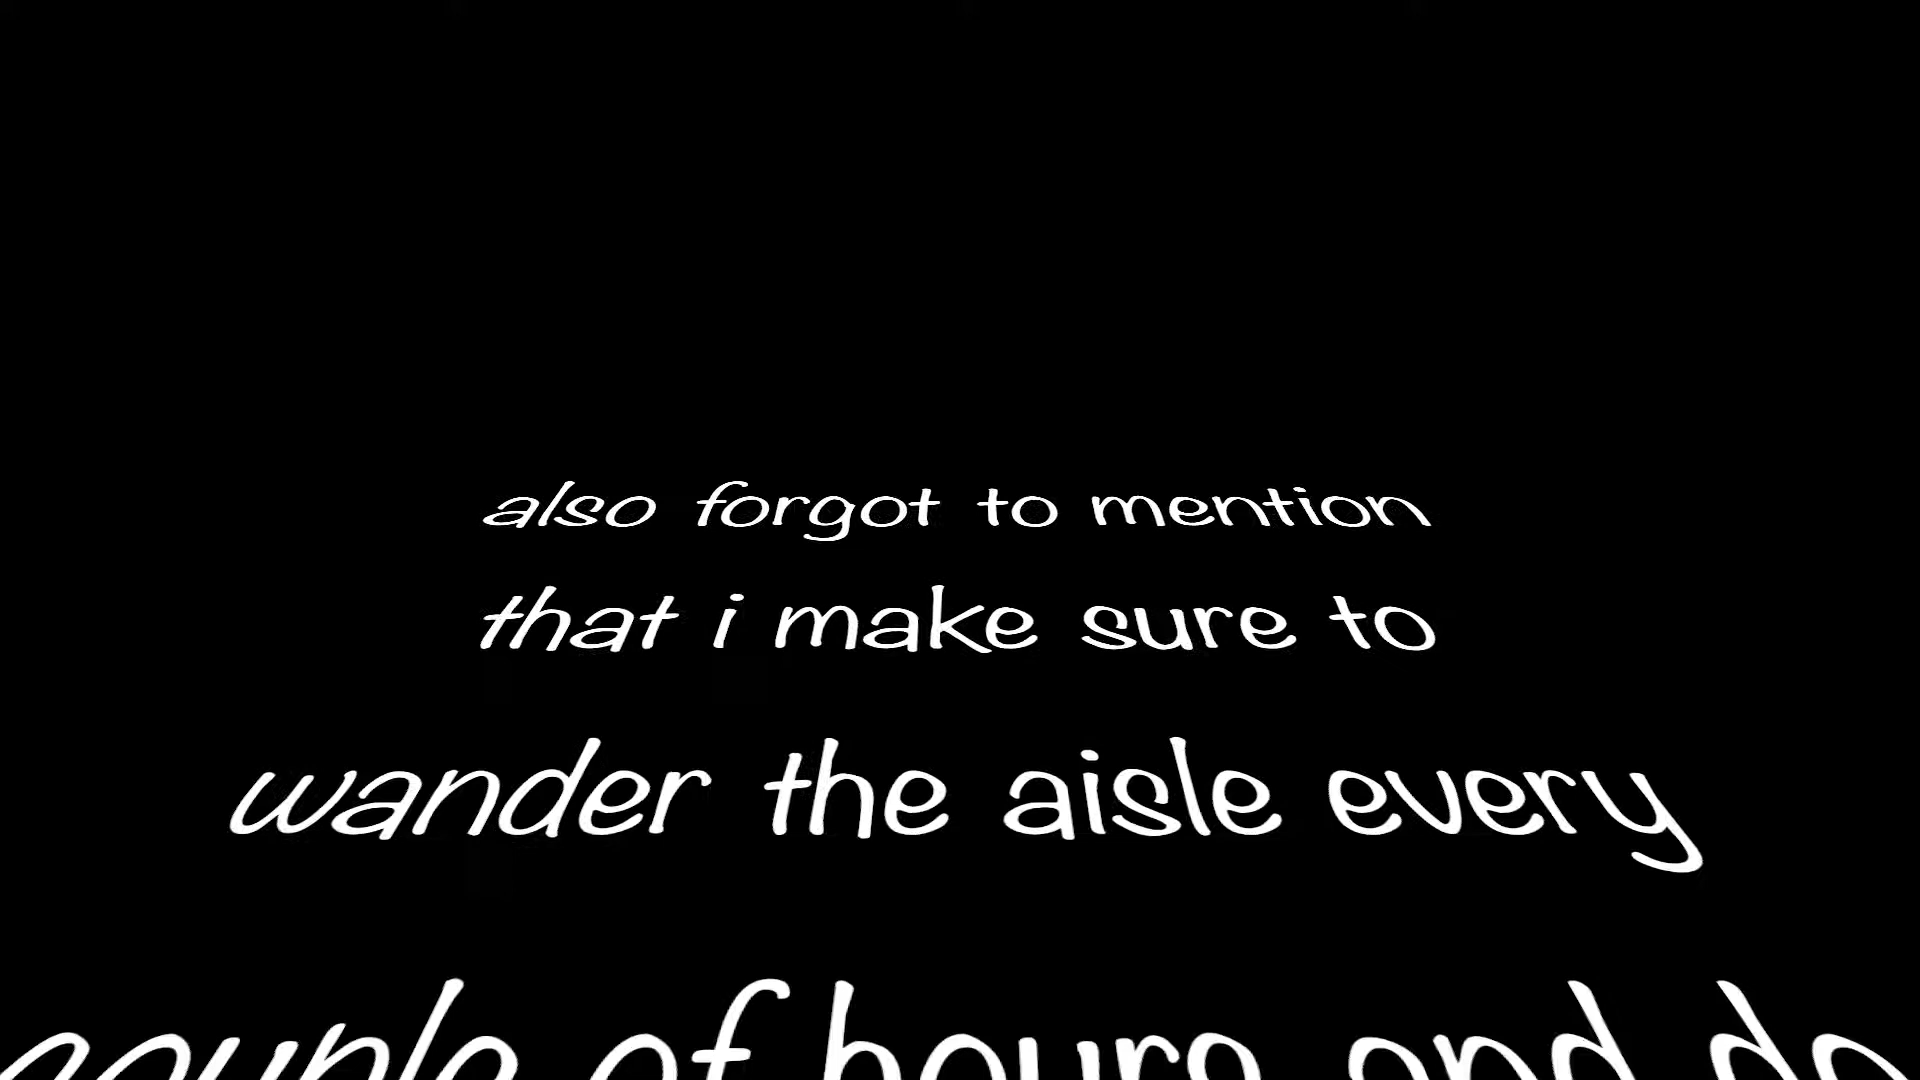 also forgot to mention
that i make sure to
wander the aisle every
couple of hours and do